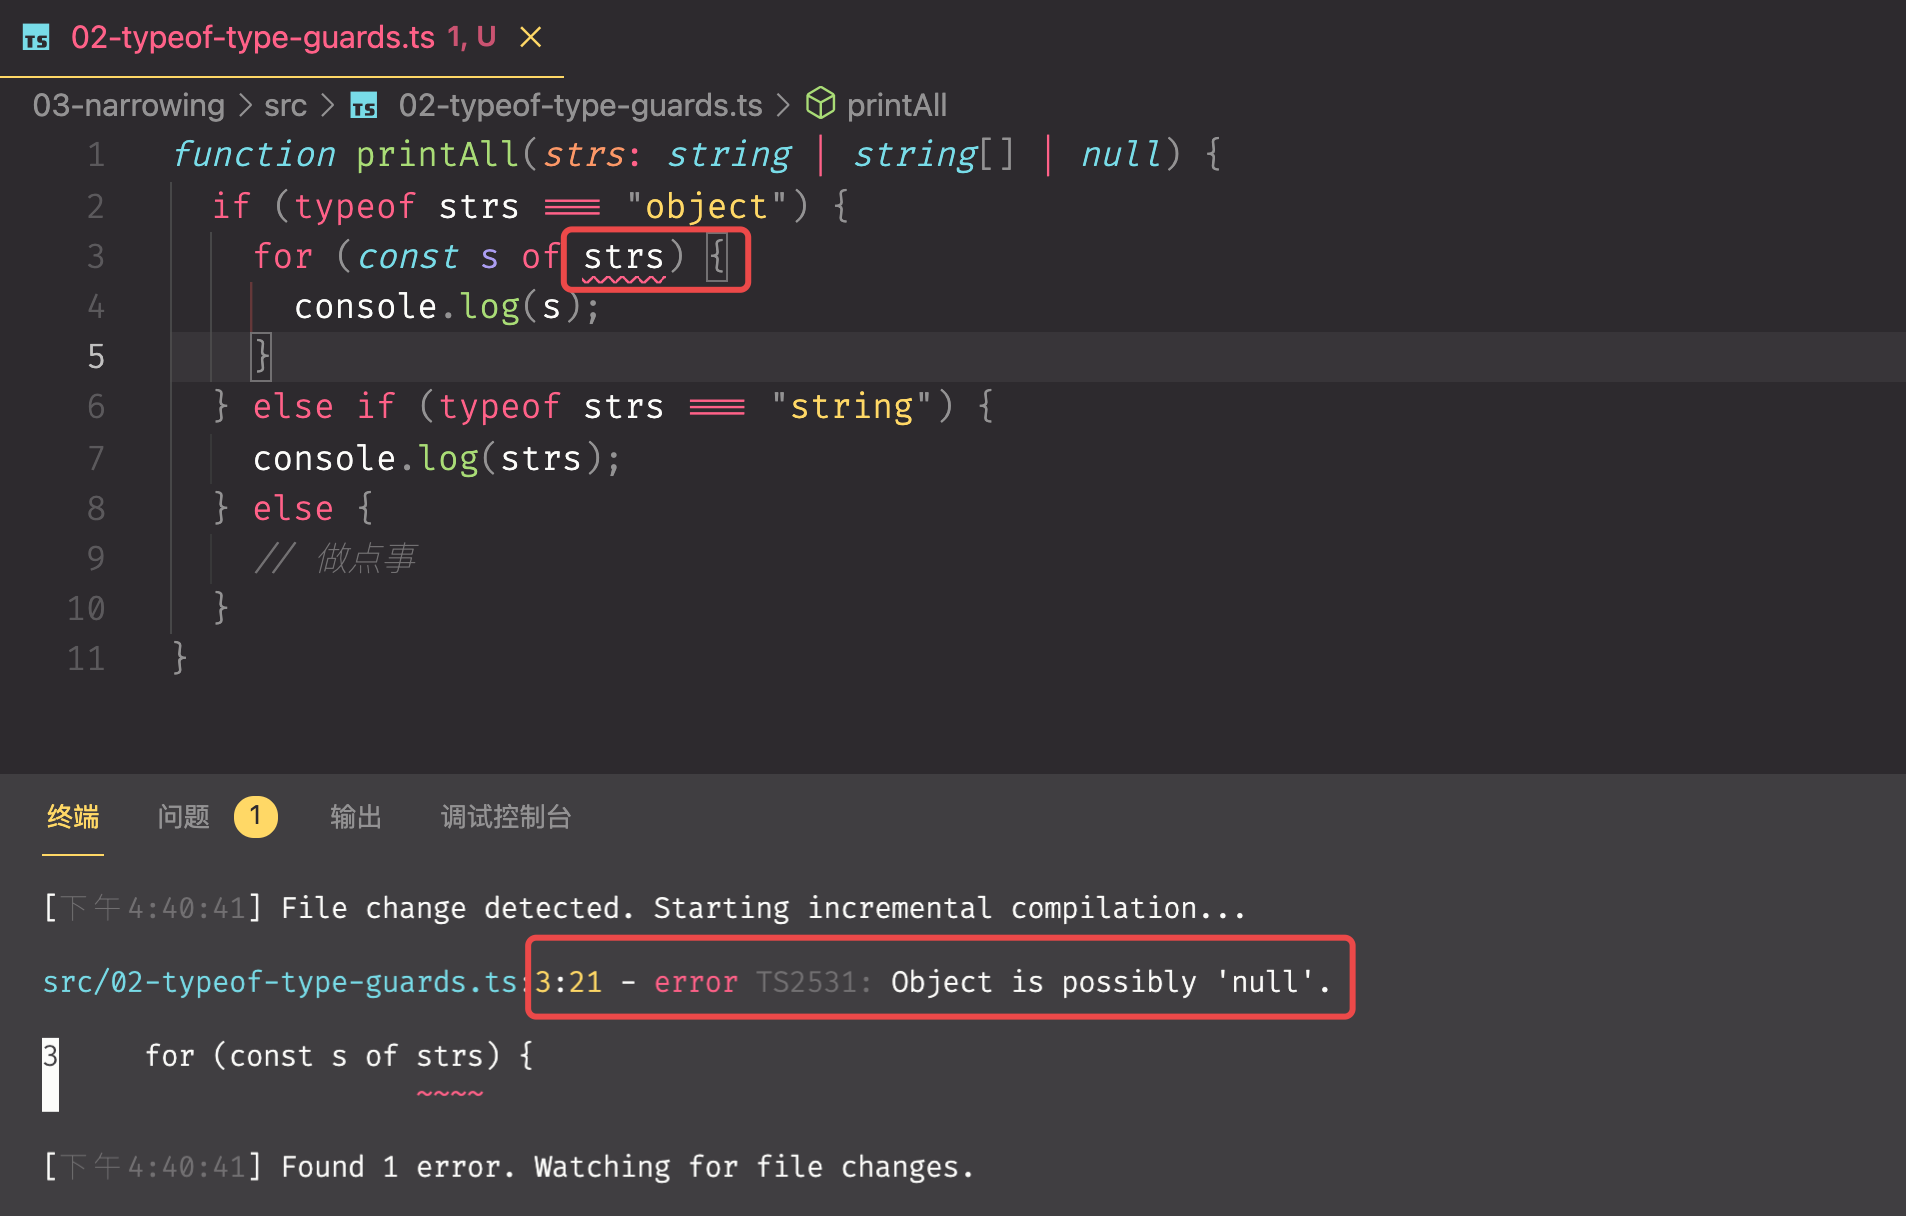 TS 02-typeof-type-guards.ts 1, U
03-narrowing > src > TS 02-typeof-type-guards.ts > printAll
1 function printAll(strs: string | string[] | null) {
2 if (typeof strs === "object") {
3 for (const s of strs) {
4 console.log(s);
5 }
6 } else if (typeof strs === "string") {
7 console.log(strs);
8 } else {
9 // 做点事
10 }
11 }
终端 问题 1 输出 调试控制台
[下午4:40:41] File change detected. Starting incremental compilation...
src/02-typeof-type-guards.ts:3:21 - error TS2531: Object is possibly 'null'.
3 for (const s of strs) {
~~~~
[下午4:40:41] Found 1 error. Watching for file changes.